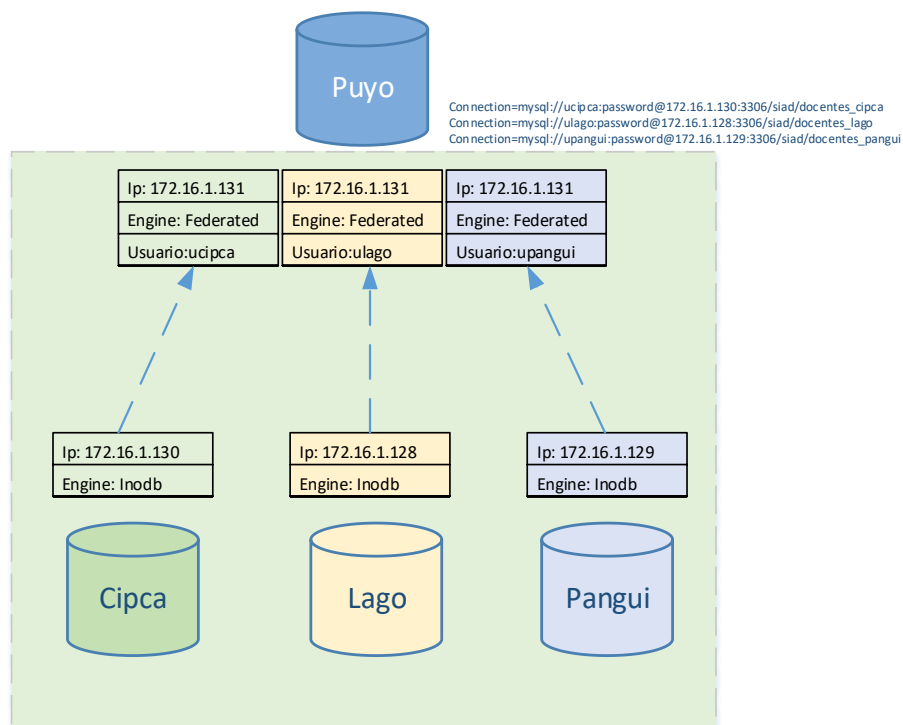 Puyo
Connection=mysql://ucipca:password@172.16.1.130:3306/siad/docentes_cipca
Connection=mysql://ulago:password@172.16.1.128:3306/siad/docentes_lago
Connection=mysql://upangui:password@172.16.1.129:3306/siad/docentes_pangui
Ip: 172.16.1.131
Engine: Federated
Usuario:ucipca
Ip: 172.16.1.131
Engine: Federated
Usuario:ulago
Ip: 172.16.1.131
Engine: Federated
Usuario:upangui
Ip: 172.16.1.130
Engine: Inodb
Ip: 172.16.1.128
Engine: Inodb
Ip: 172.16.1.129
Engine: Inodb
Cipca
Lago
Pangui